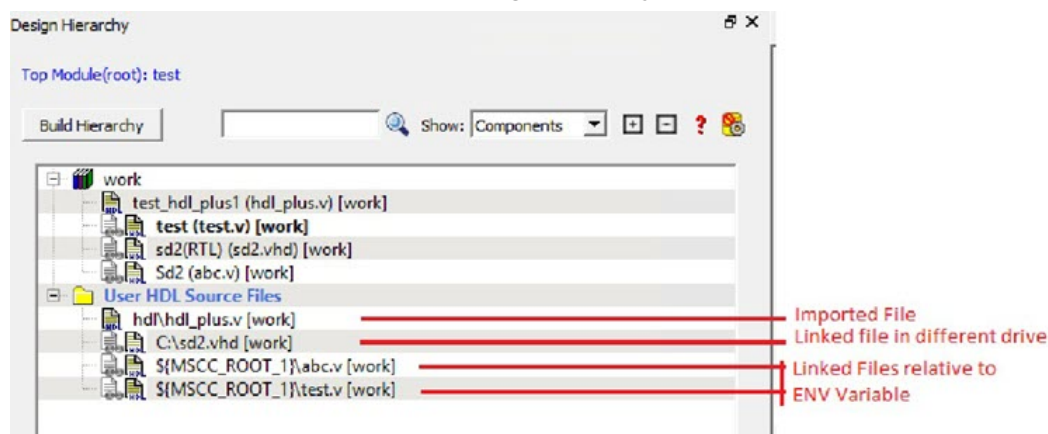 Design Hierarchy
Top Module(root): test
Build Hierarchy Show: Components ?
work
test_hdl_plus1 (hdl_plus.v) [work]
test (test.v) [work]
sd2(RTL) (sd2.vhd) [work]
Sd2 (abc.v) [work]
User HDL Source Files
hdl\hdl_plus.v [work] Imported File
C:\sd2.vhd [work] Linked file in different drive
${MSCC_ROOT_1}\abc.v [work] Linked Files relative to
${MSCC_ROOT_1}\test.v [work] ENV Variable